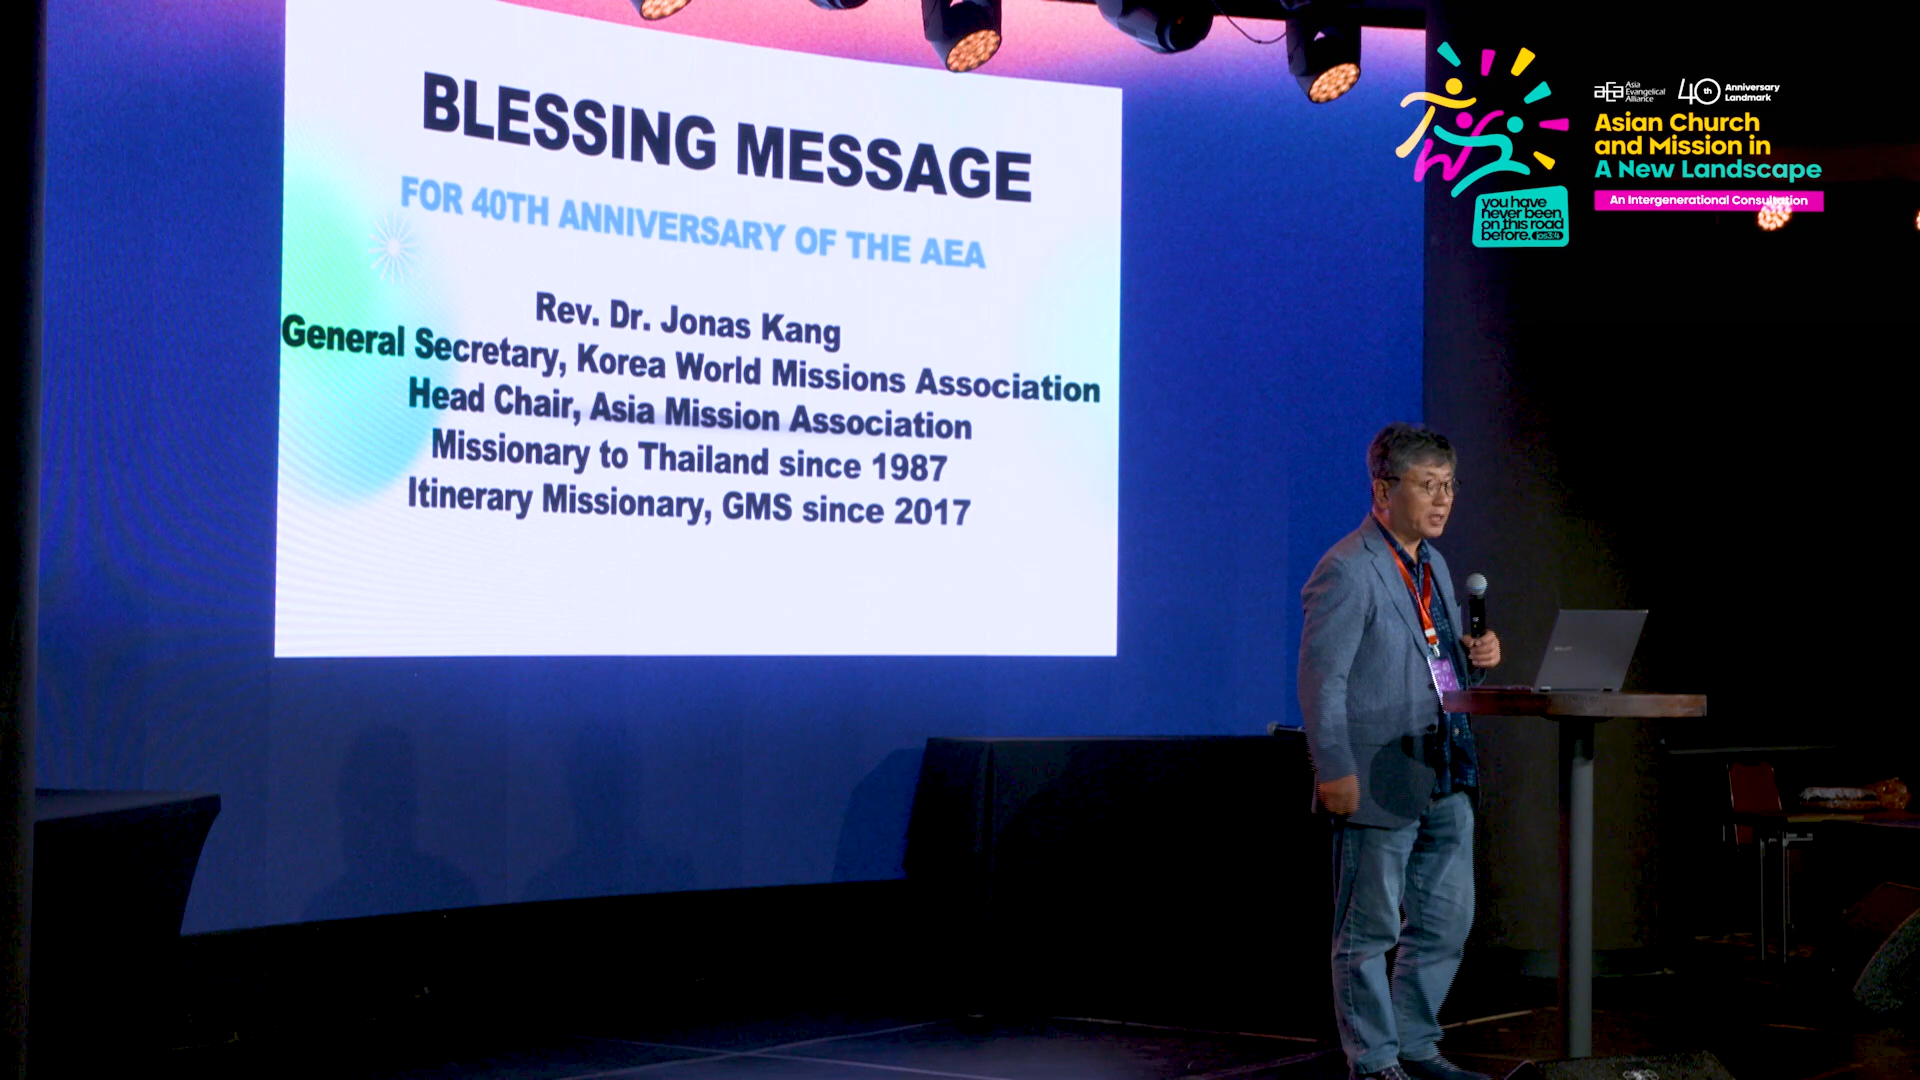 BLESSING MESSAGE
FOR 40TH ANNIVERSARY OF THE AEA
Rev. Dr. Jonas Kang
General Secretary, Korea World Missions Association
Head Chair, Asia Mission Association
Missionary to Thailand since 1987
Itinerary Missionary, GMS since 2017
aEa Asia
Evangelical
Alliance
40th Anniversary
Landmark
Asian Church
and Mission in
A New Landscape
An Intergenerational Consultation
you have
never been
on this road
before. jos3:4